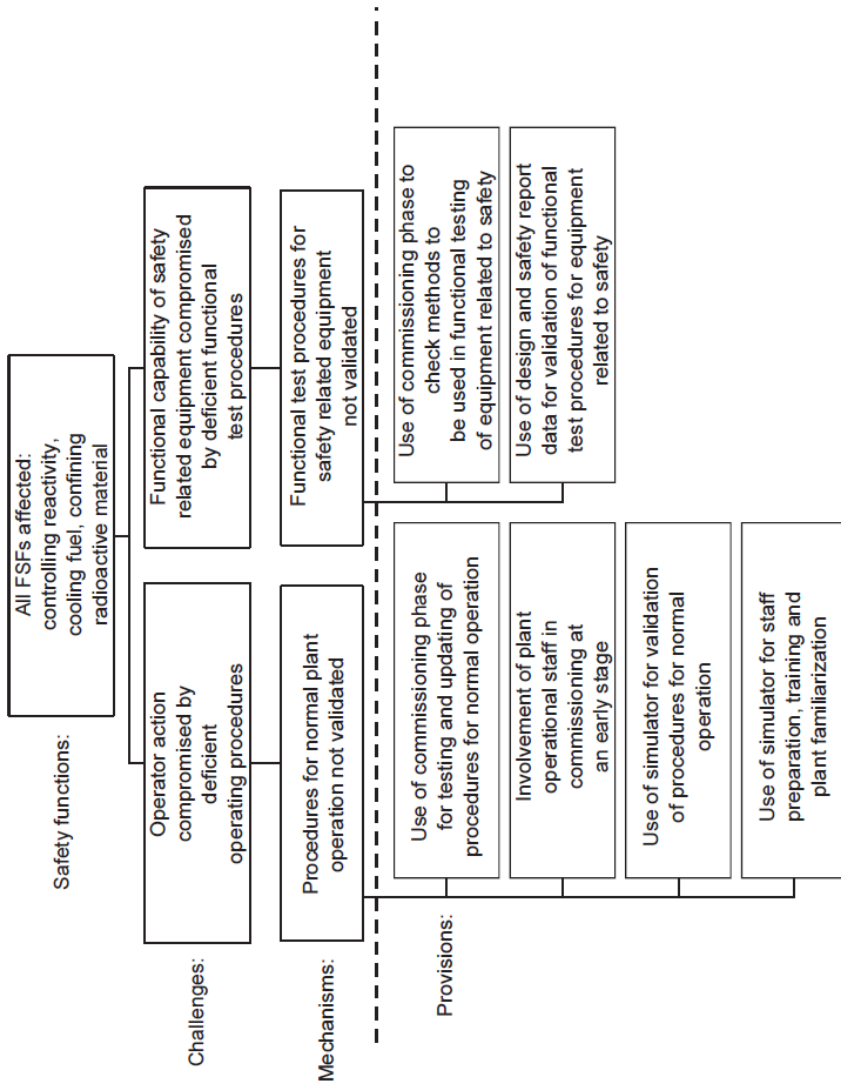 Safety functions:
All FSFs affected:
controlling reactivity,
cooling fuel, confining
radioactive material
Challenges:
Operator action
compromised by
deficient
operating procedures
Functional capability of safety
related equipment compromised
by deficient functional
test procedures
Mechanisms:
Procedures for normal plant
operation not validated
Functional test procedures for
safety related equipment
not validated
Provisions:
Use of commissioning phase
for testing and updating of
procedures for normal operation
Involvement of plant
operational staff in
commissioning at
an early stage
Use of simulator for validation
of procedures for normal
operation
Use of simulator for staff
preparation, training and
plant familiarization
Use of commissioning phase to
check methods to
be used in functional testing
of equipment related to safety
Use of design and safety report
data for validation of functional
test procedures for equipment
related to safety